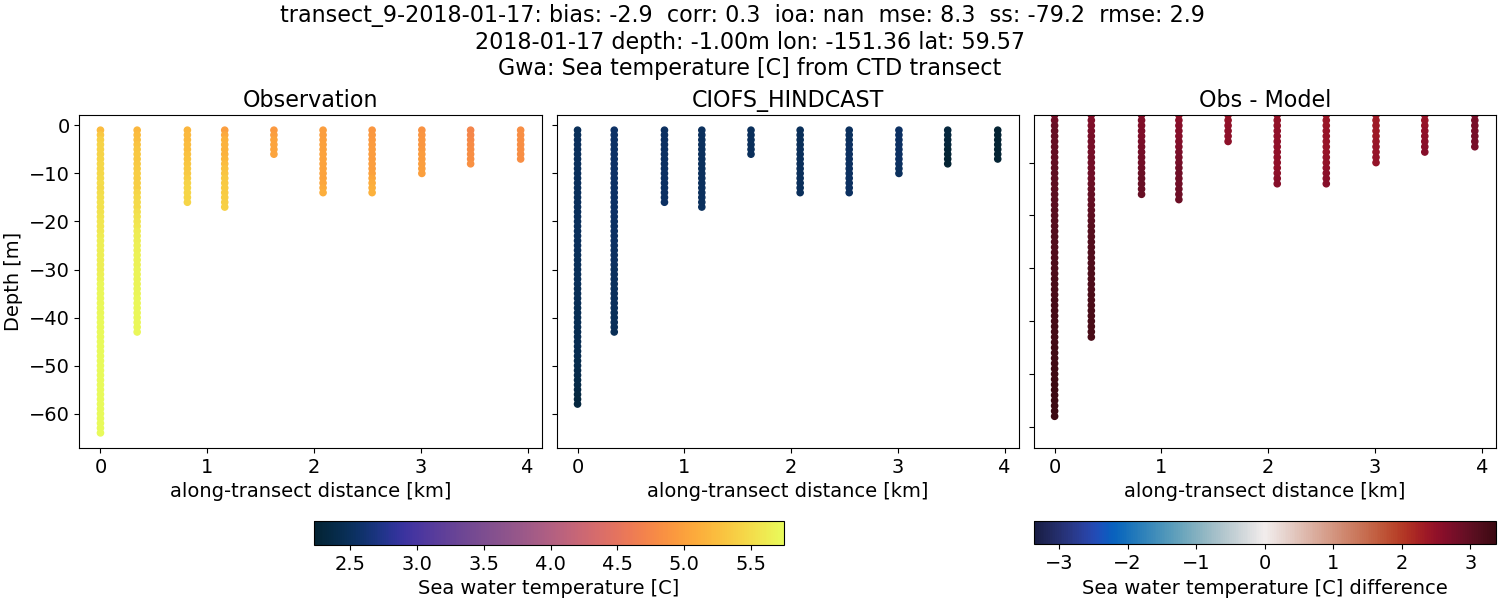 transect_9-2018-01-17: bias: -2.9  corr: 0.3  ioa: nan  mse: 8.3  ss: -79.2  rmse: 2.9
2018-01-17 depth: -1.00m lon: -151.36 lat: 59.57
Gwa: Sea temperature [C] from CTD transect
Observation
CIOFS_HINDCAST
Obs - Model
Depth [m]
0
−10
−20
−30
−40
−50
−60
0 1 2 3 4
0 1 2 3 4
0 1 2 3 4
along-transect distance [km]
along-transect distance [km]
along-transect distance [km]
2.5 3.0 3.5 4.0 4.5 5.0 5.5
Sea water temperature [C]
−3 −2 −1 0 1 2 3
Sea water temperature [C] difference